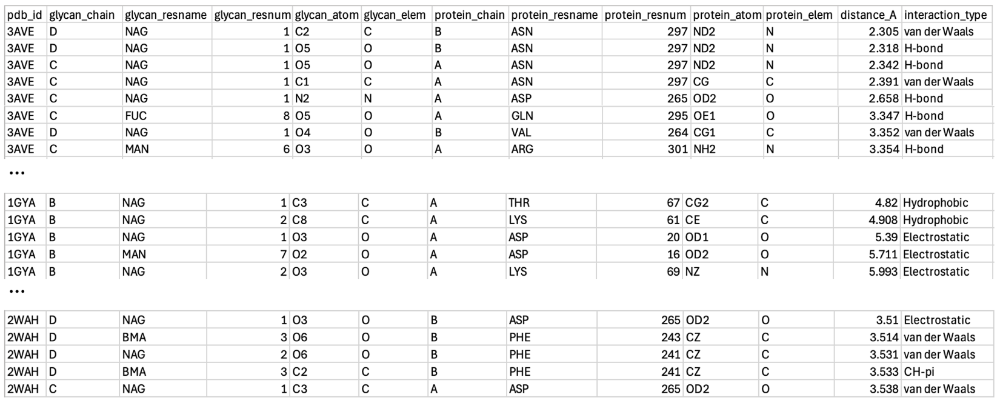 pdb_id glycan_chain glycan_resname glycan_resnum glycan_atom glycan_elem protein_chain protein_resname protein_resnum protein_atom protein_elem distance_A interaction_type
3AVE D NAG 1 C2 C B ASN 297 ND2 N 2.305 van der Waals
3AVE D NAG 1 O5 O B ASN 297 ND2 N 2.318 H-bond
3AVE C NAG 1 O5 O A ASN 297 ND2 N 2.342 H-bond
3AVE C NAG 1 C1 C A ASN 297 CG C 2.391 van der Waals
3AVE C NAG 1 N2 N A ASP 265 OD2 O 2.658 H-bond
3AVE C FUC 8 O5 O A GLN 295 OE1 O 3.347 H-bond
3AVE D NAG 1 O4 O B VAL 264 CG1 C 3.352 van der Waals
3AVE C MAN 6 O3 O A ARG 301 NH2 N 3.354 H-bond
...
1GYA B NAG 1 C3 C A THR 67 CG2 C 4.82 Hydrophobic
1GYA B NAG 2 C8 C A LYS 61 CE C 4.908 Hydrophobic
1GYA B NAG 1 O3 O A ASP 20 OD1 O 5.39 Electrostatic
1GYA B MAN 7 O2 O A ASP 16 OD2 O 5.711 Electrostatic
1GYA B NAG 2 O3 O A LYS 69 NZ N 5.993 Electrostatic
...
2WAH D NAG 1 O3 O B ASP 265 OD2 O 3.51 Electrostatic
2WAH D BMA 3 O6 O B PHE 243 CZ C 3.514 van der Waals
2WAH D NAG 2 O6 O B PHE 241 CZ C 3.531 van der Waals
2WAH D BMA 3 C2 C B PHE 241 CZ C 3.533 CH-pi
2WAH C NAG 1 C3 C A ASP 265 OD2 O 3.538 van der Waals